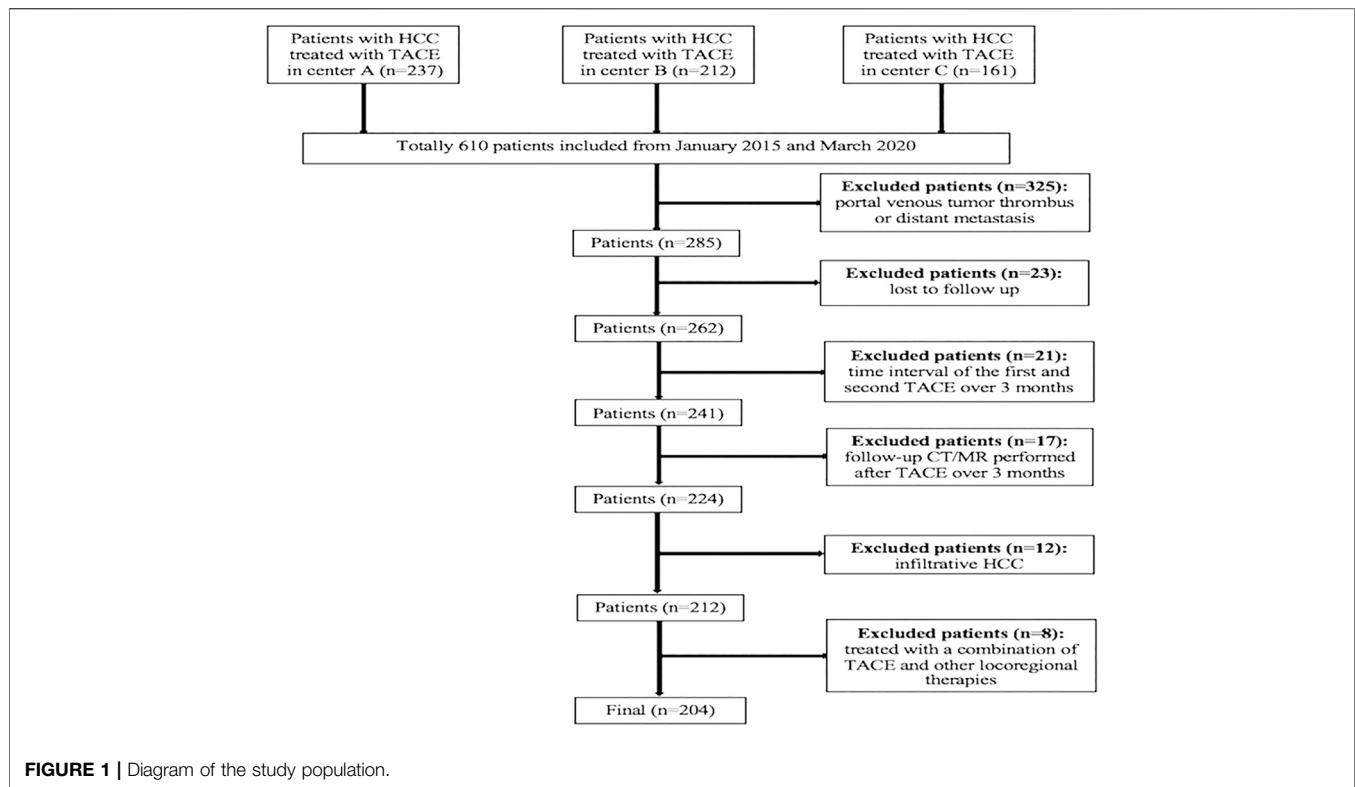 Patients with HCC
treated with TACE
in center A (n=237)
Patients with HCC
treated with TACE
in center B (n=212)
Patients with HCC
treated with TACE
in center C (n=161)
Totally 610 patients included from January 2015 and March 2020
Excluded patients (n=325):
portal venous tumor thrombus
or distant metastasis
Patients (n=285)
Excluded patients (n=23):
lost to follow up
Patients (n=262)
Excluded patients (n=21):
time interval of the first and
second TACE over 3 months
Patients (n=241)
Excluded patients (n=17):
follow-up CT/MR performed
after TACE over 3 months
Patients (n=224)
Excluded patients (n=12):
infiltrative HCC
Patients (n=212)
Excluded patients (n=8):
treated with a combination of
TACE and other locoregional
therapies
Final (n=204)
FIGURE 1 | Diagram of the study population.